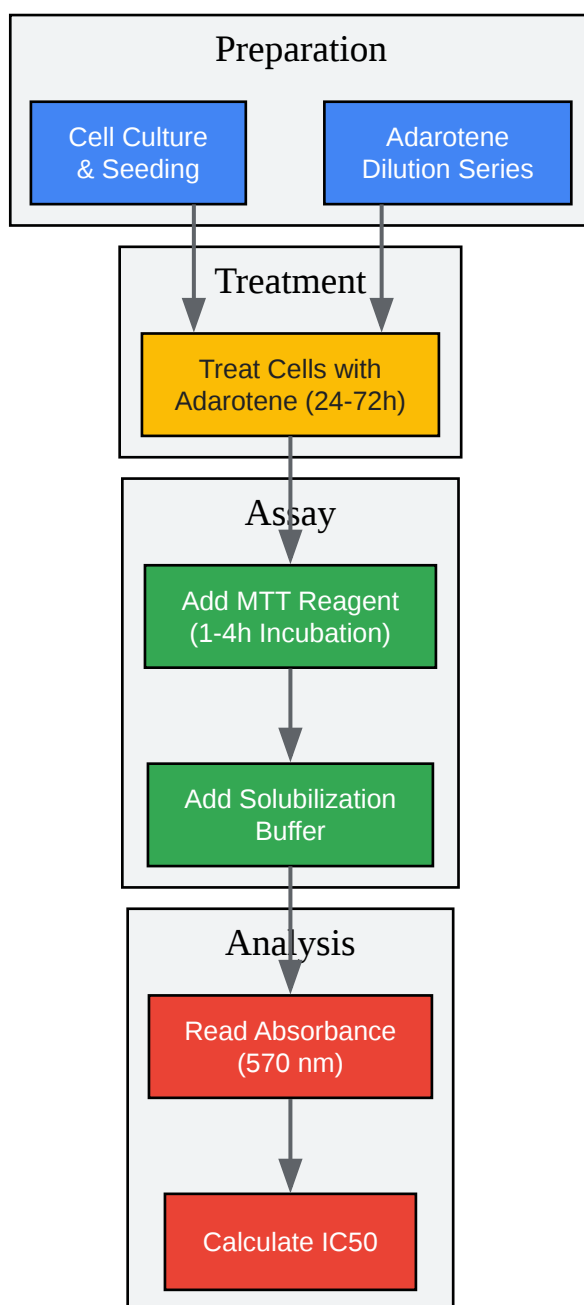 Preparation
Cell Culture
& Seeding
Adarotene
Dilution Series
Treatment
Treat Cells with
Adarotene (24-72h)
Assay
Add MTT Reagent
(1-4h Incubation)
Add Solubilization
Buffer
Analysis
Read Absorbance
(570 nm)
Calculate IC50